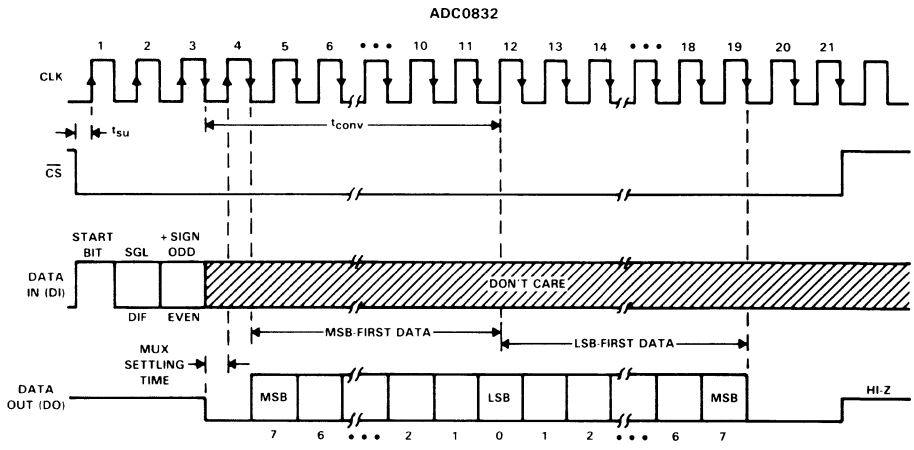 ADC0832
1 2 3 4 5 6 • • • 10 11 12 13 14 • • • 18 19 20 21
CLK
tconv
tsu
CS
START BIT
SGL
+ SIGN ODD
DATA IN (DI)
DON'T CARE
DIF
EVEN
MSB-FIRST DATA
LSB-FIRST DATA
MUX SETTLING TIME
DATA OUT (DO)
MSB
LSB
MSB
HI-Z
7 6 • • • 2 1 0 1 2 • • • 6 7